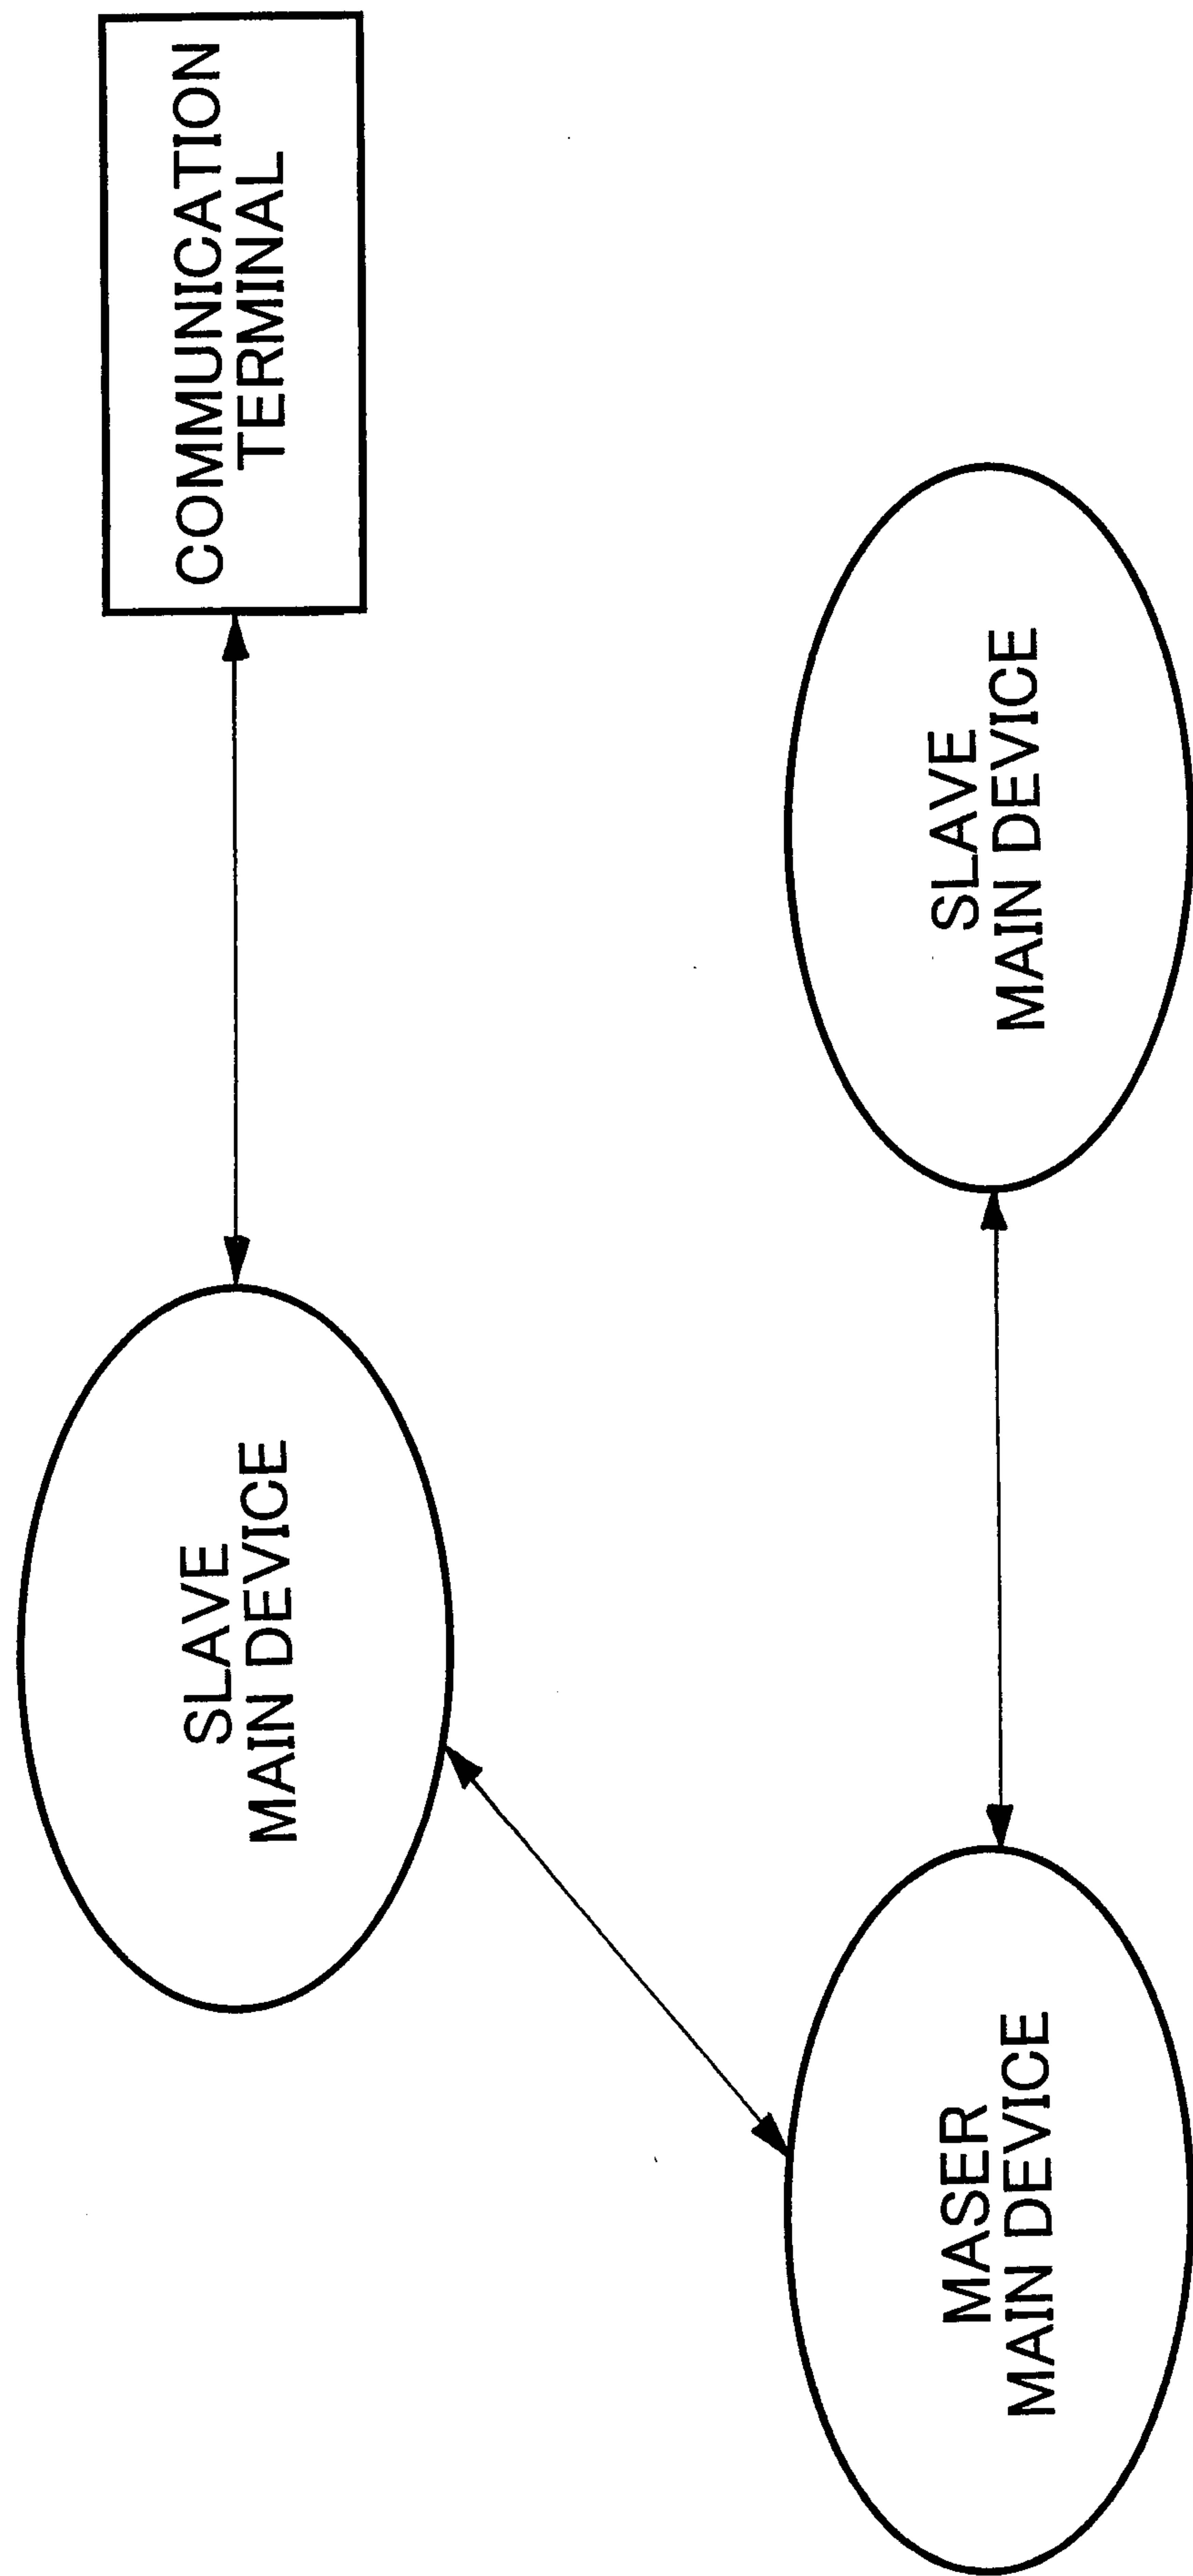 SLAVE
MAIN DEVICE
COMMUNICATION
TERMINAL
MASER
MAIN DEVICE
SLAVE
MAIN DEVICE